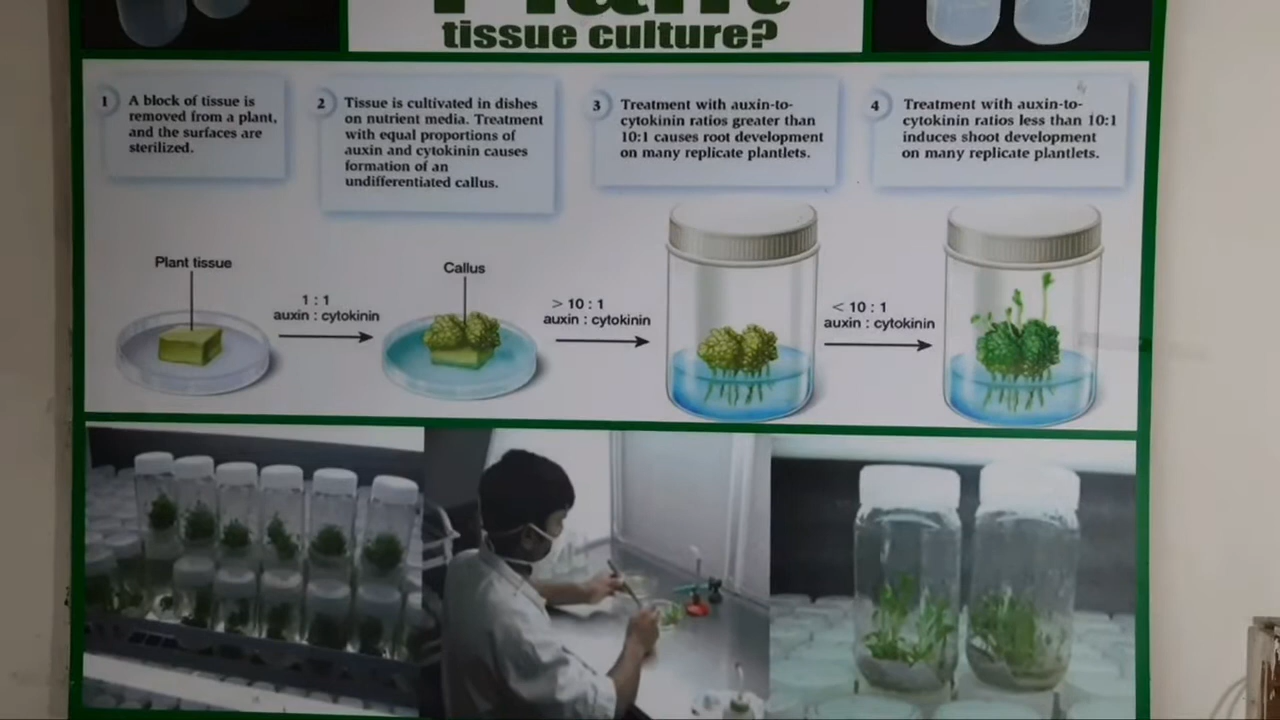 Plant
tissue culture?
1 A block of tissue is
removed from a plant,
and the surfaces are
sterilized.
2 Tissue is cultivated in dishes
on nutrient media. Treatment
with equal proportions of
auxin and cytokinin causes
formation of an
undifferentiated callus.
3 Treatment with auxin-to-
cytokinin ratios greater than
10:1 causes root development
on many replicate plantlets.
4 Treatment with auxin-to-
cytokinin ratios less than 10:1
induces shoot development
on many replicate plantlets.
Plant tissue
1 : 1
auxin : cytokinin
Callus
> 10 : 1
auxin : cytokinin
< 10 : 1
auxin : cytokinin